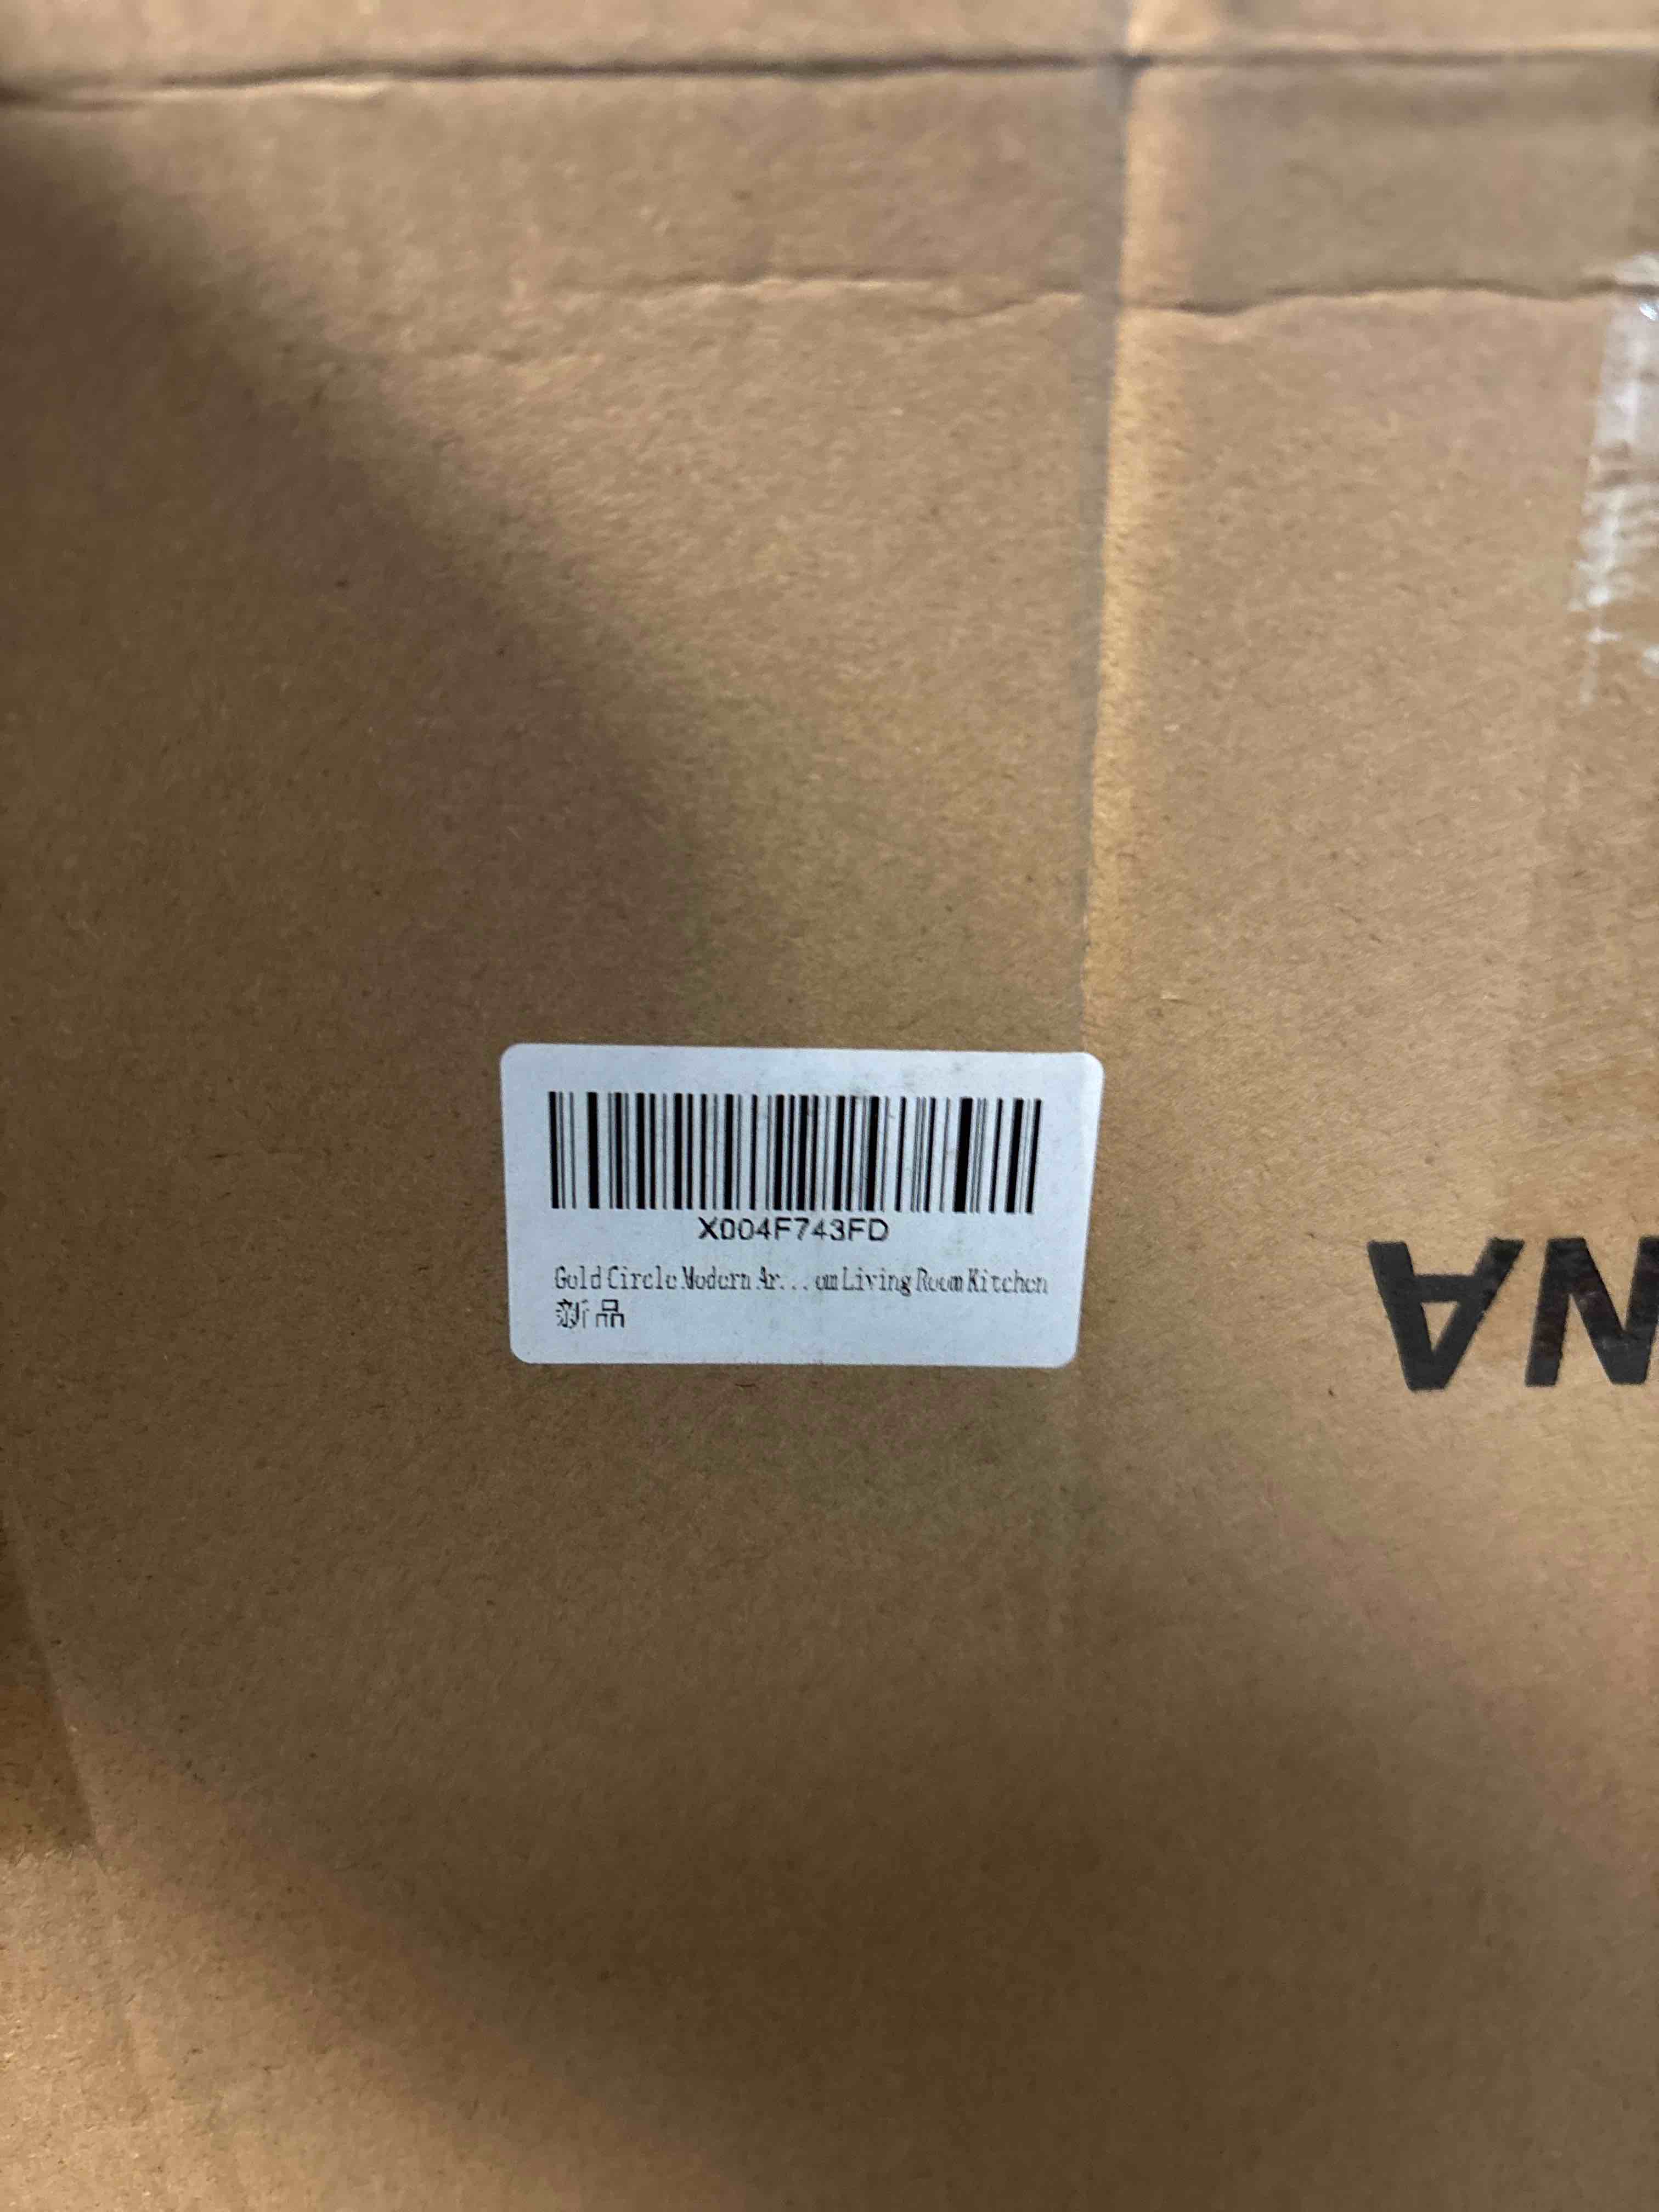 X004F743FD
Gold Circle Modern Ar... om Living Room Kitchen
新品
NA